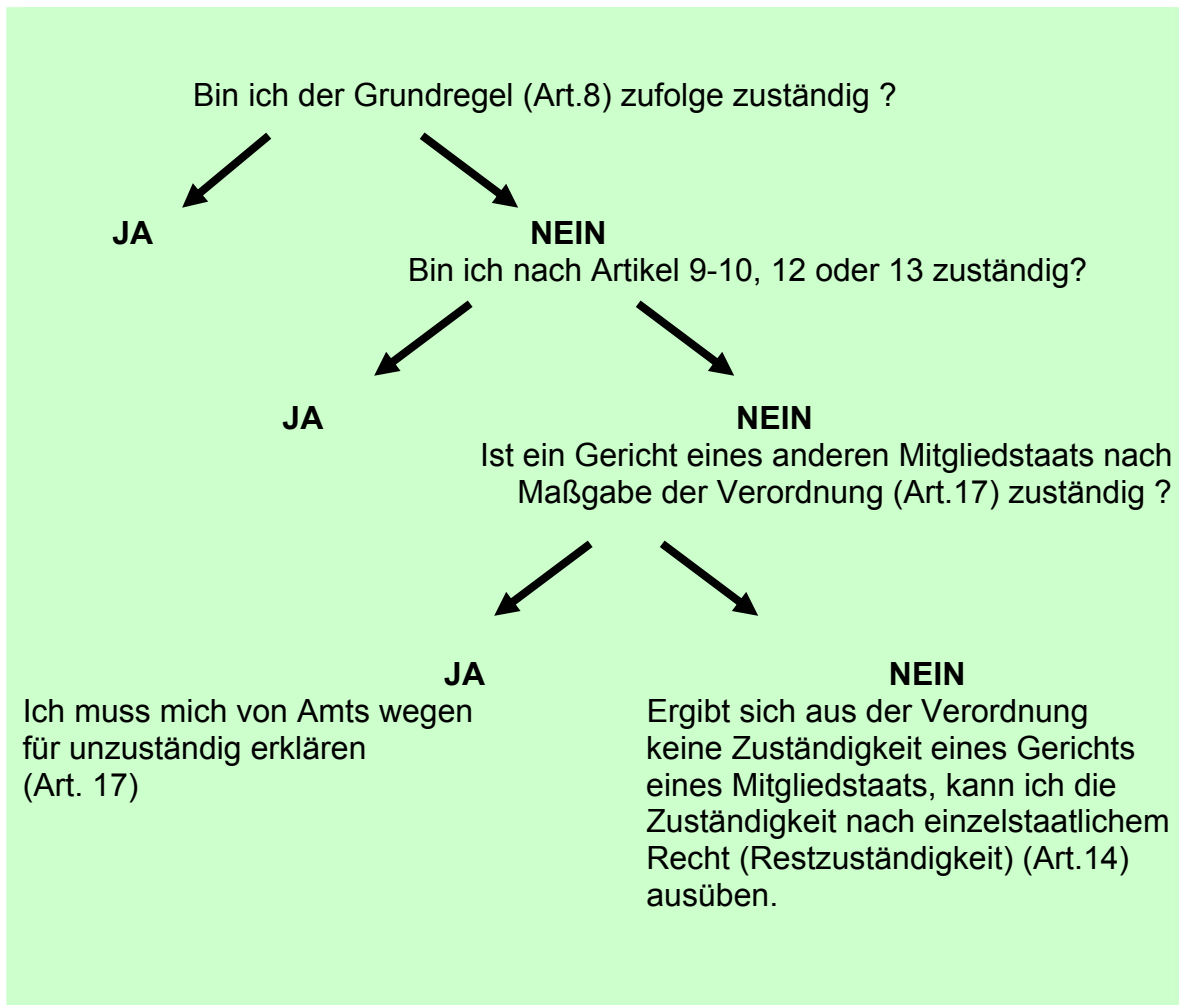 Bin ich der Grundregel (Art.8) zufolge zuständig ?
JA
NEIN
Bin ich nach Artikel 9-10, 12 oder 13 zuständig?
JA
NEIN
Ist ein Gericht eines anderen Mitgliedstaats nach
Maßgabe der Verordnung (Art.17) zuständig ?
JA
Ich muss mich von Amts wegen
für unzuständig erklären
(Art. 17)
NEIN
Ergibt sich aus der Verordnung
keine Zuständigkeit eines Gerichts
eines Mitgliedstaats, kann ich die
Zuständigkeit nach einzelstaatlichem
Recht (Restzuständigkeit) (Art.14)
ausüben.